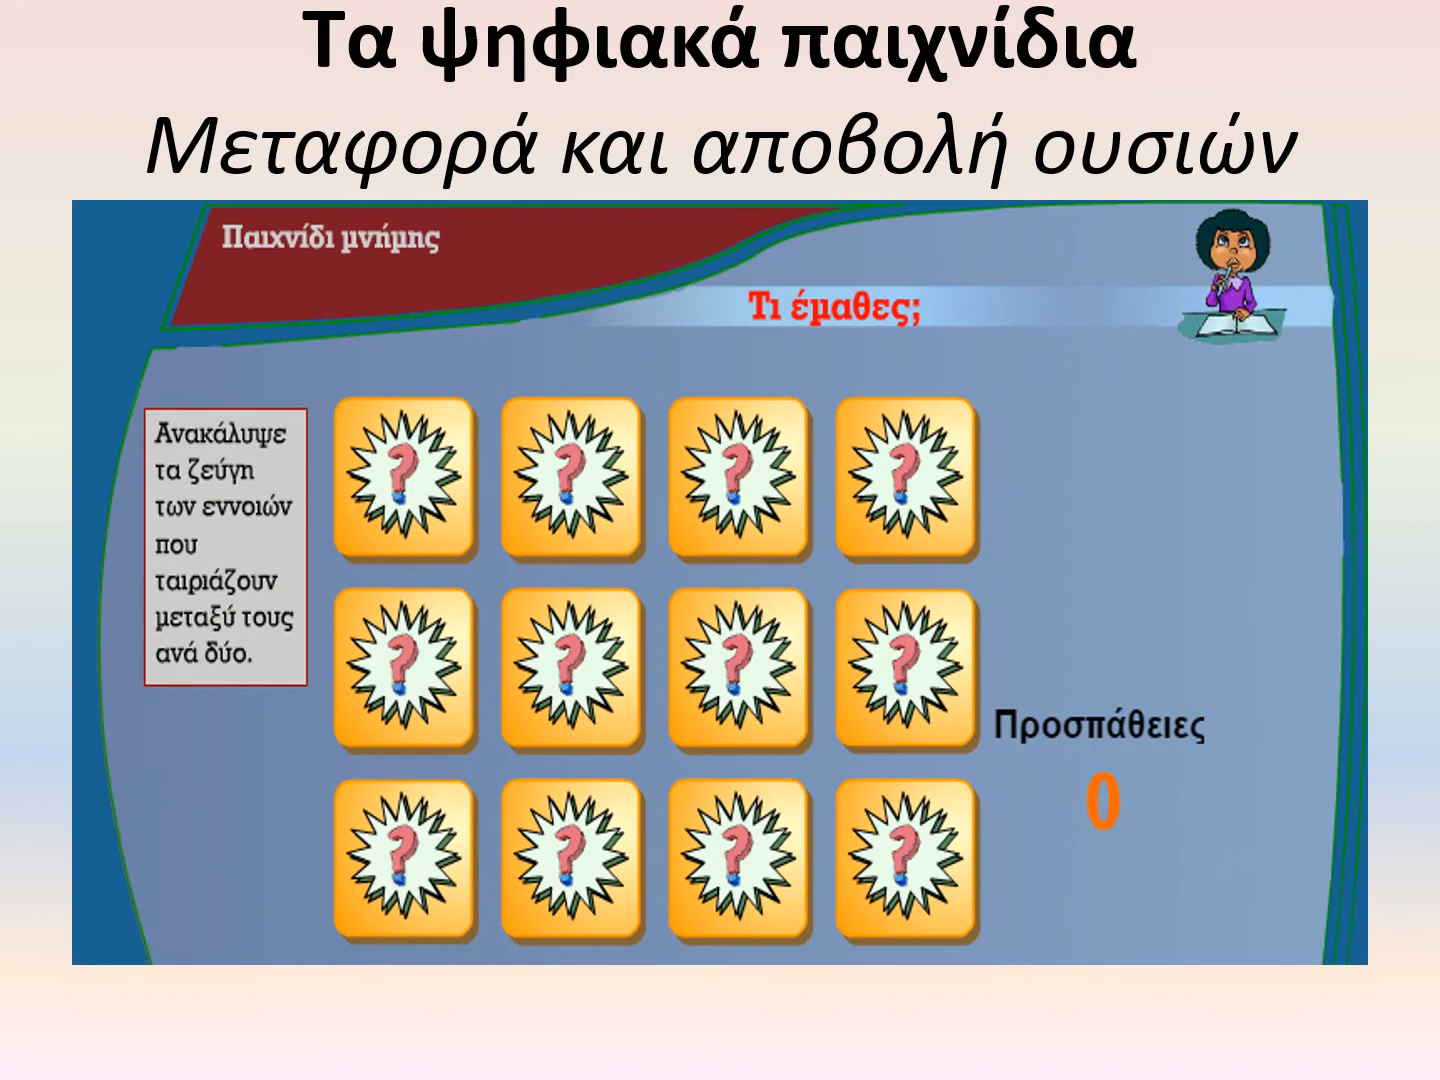 Τα ψηφιακά παιχνίδια
Μεταφορά και αποβολή ουσιών
Παιχνίδι μνήμης
Τι έμαθες;
Ανακάλυψε
τα ζεύγη
των εννοιών
που
ταιριάζουν
μεταξύ τους
ανά δύο.
? ? ? ?
? ? ? ?
Προσπάθειες
0
? ? ? ?